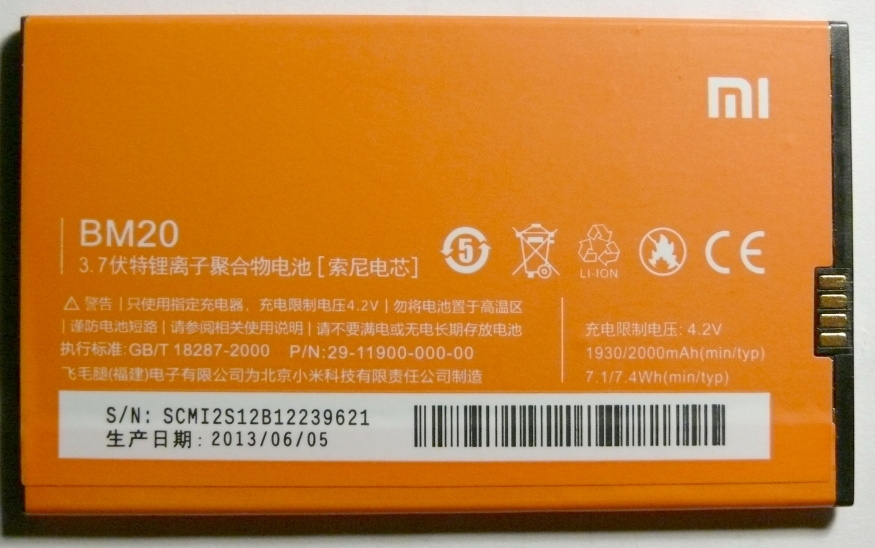 mi
BM20
3.7伏特锂离子聚合物电池[索尼电芯]
5
LI-ION
CE
警告 | 只使用指定充电器，充电限制电压4.2V | 勿将电池置于高温区
| 谨防电池短路 | 请参阅相关使用说明 | 请不要满电或无电长期存放电池
执行标准:GB/T 18287-2000 P/N:29-11900-000-00
飞毛腿(福建)电子有限公司为北京小米科技有限责任公司制造
充电限制电压: 4.2V
1930/2000mAh(min/typ)
7.1/7.4Wh(min/typ)
S/N: SCMI2S12B12239621
生产日期: 2013/06/05